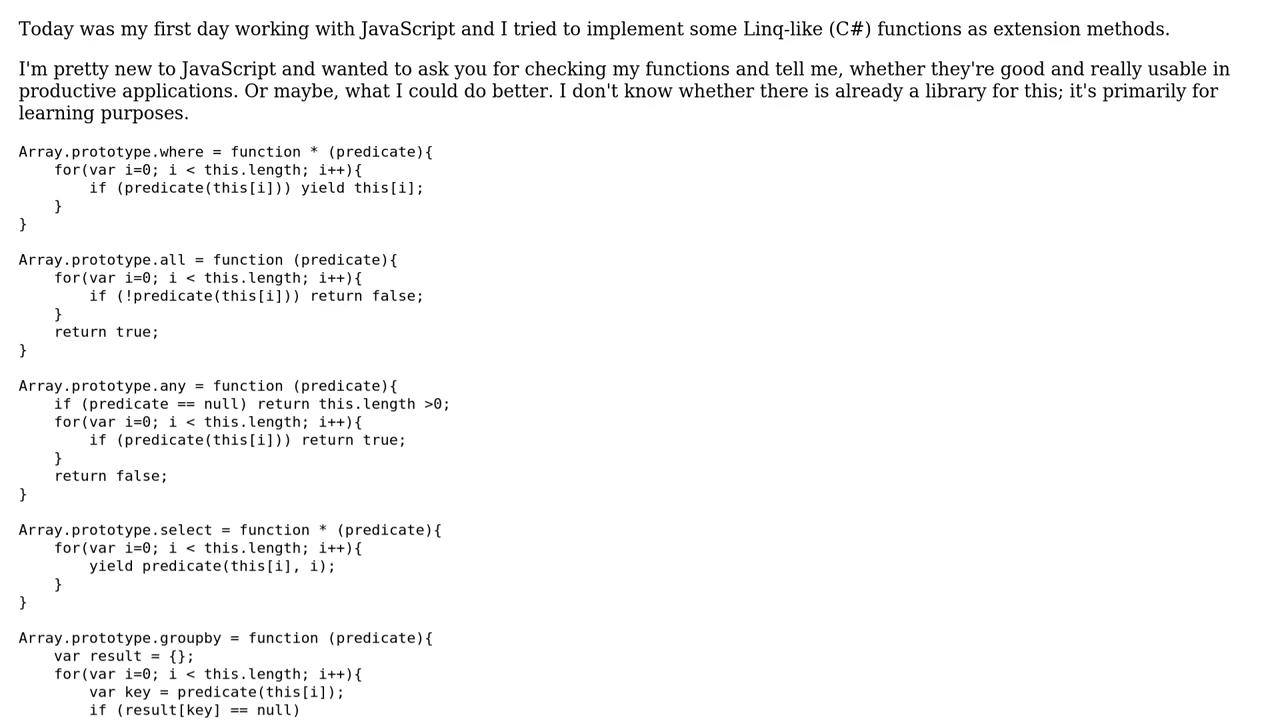 Today was my first day working with JavaScript and I tried to implement some Linq-like (C#) functions as extension methods.
I'm pretty new to JavaScript and wanted to ask you for checking my functions and tell me, whether they're good and really usable in
productive applications. Or maybe, what I could do better. I don't know whether there is already a library for this; it's primarily for
learning purposes.
Array.prototype.where = function * (predicate){
    for(var i=0; i < this.length; i++){
        if (predicate(this[i])) yield this[i];
    }
}
Array.prototype.all = function (predicate){
    for(var i=0; i < this.length; i++){
        if (!predicate(this[i])) return false;
    }
    return true;
}
Array.prototype.any = function (predicate){
    if (predicate == null) return this.length >0;
    for(var i=0; i < this.length; i++){
        if (predicate(this[i])) return true;
    }
    return false;
}
Array.prototype.select = function * (predicate){
    for(var i=0; i < this.length; i++){
        yield predicate(this[i], i);
    }
}
Array.prototype.groupby = function (predicate){
    var result = {};
    for(var i=0; i < this.length; i++){
        var key = predicate(this[i]);
        if (result[key] == null)